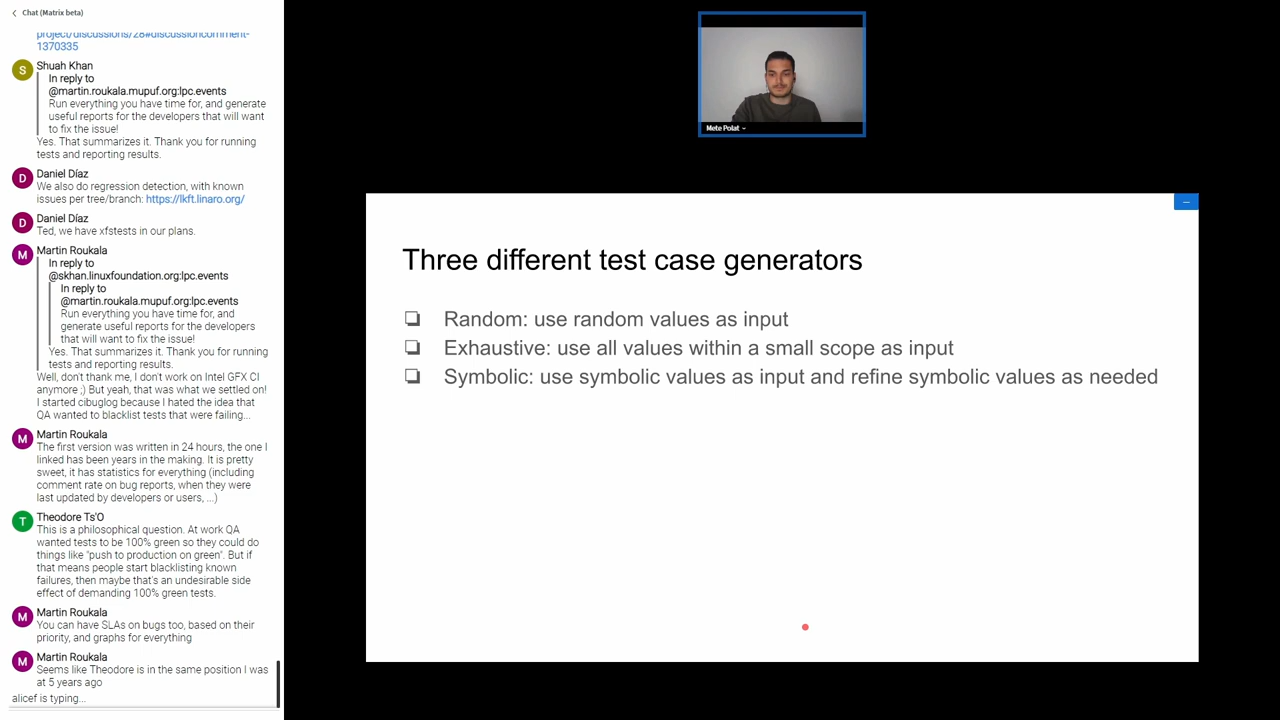 Chat (Matrix beta)
project/discussions/28#discussioncomment-
1370335
S
Shuah Khan
In reply to
@martin.roukala.mupuf.org:lpc.events
Run everything you have time for, and generate
useful reports for the developers that will want
to fix the issue!
Yes. That summarizes it. Thank you for running
tests and reporting results.
D
Daniel Díaz
We also do regression detection, with known
issues per tree/branch: https://lkft.linaro.org/
D
Daniel Díaz
Ted, we have xfstests in our plans.
M
Martin Roukala
In reply to
@skhan.linuxfoundation.org:lpc.events
In reply to
@martin.roukala.mupuf.org:lpc.events
Run everything you have time for, and
generate useful reports for the developers
that will want to fix the issue!
Yes. That summarizes it. Thank you for running
tests and reporting results.
Well, don't thank me, I don't work on Intel GFX CI
anymore ;) But yeah, that was what we settled on!
I started cibuglog because I hated the idea that
QA wanted to blacklist tests that were failing...
M
Martin Roukala
The first version was written in 24 hours, the one I
linked has been years in the making. It is pretty
sweet, it has statistics for everything (including
comment rate on bug reports, when they were
last updated by developers or users, ...)
T
Theodore Ts'O
This is a philosophical question. At work QA
wanted tests to be 100% green so they could do
things like "push to production on green". But if
that means people start blacklisting known
failures, then maybe that's an undesirable side
effect of demanding 100% green tests.
M
Martin Roukala
You can have SLAs on bugs too, based on their
priority, and graphs for everything
M
Martin Roukala
Seems like Theodore is in the same position I was
at 5 years ago
alicef is typing...
Mete Polat
Three different test case generators
Random: use random values as input
Exhaustive: use all values within a small scope as input
Symbolic: use symbolic values as input and refine symbolic values as needed